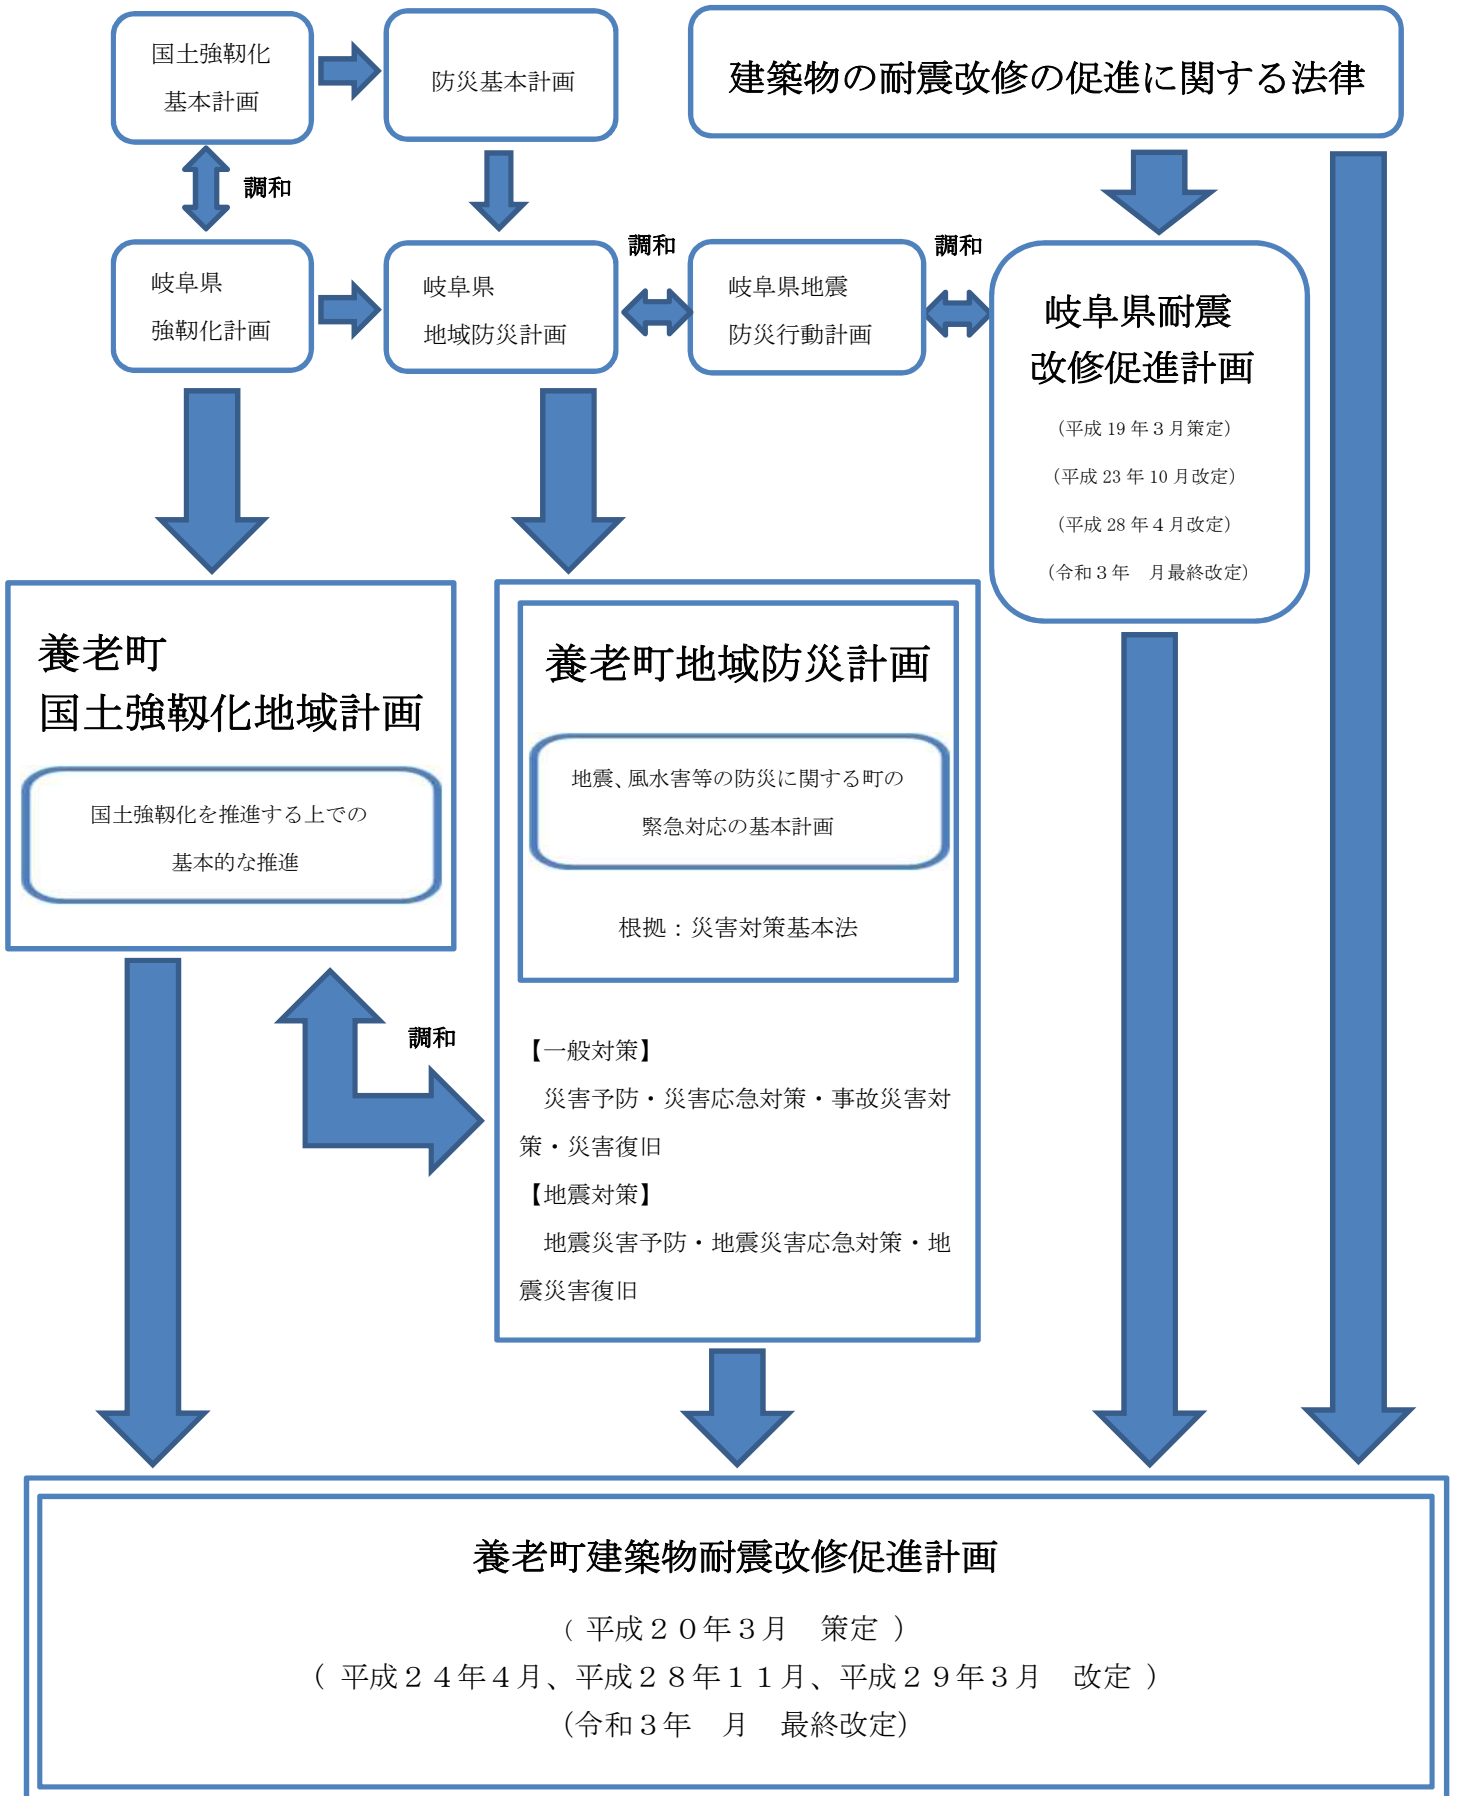 国土強靭化
基本計画
防災基本計画
建築物の耐震改修の促進に関する法律
調和
岐阜県
強靭化計画
岐阜県
地域防災計画
調和
岐阜県地震
防災行動計画
調和
岐阜県耐震
改修促進計画
（平成 19 年３月策定）
（平成 23 年 10 月改定）
（平成 28 年４月改定）
（令和３年　月最終改定）
養老町
国土強靱化地域計画
国土強靱化を推進する上での
基本的な推進
養老町地域防災計画
地震、風水害等の防災に関する町の
緊急対応の基本計画
根拠：災害対策基本法
調和
【一般対策】
災害予防・災害応急対策・事故災害対
策・災害復旧
【地震対策】
地震災害予防・地震災害応急対策・地
震災害復旧
養老町建築物耐震改修促進計画
（ 平成２０年３月　策定 ）
（ 平成２４年４月、平成２８年１１月、平成２９年３月　改定 ）
（令和３年　月　最終改定）